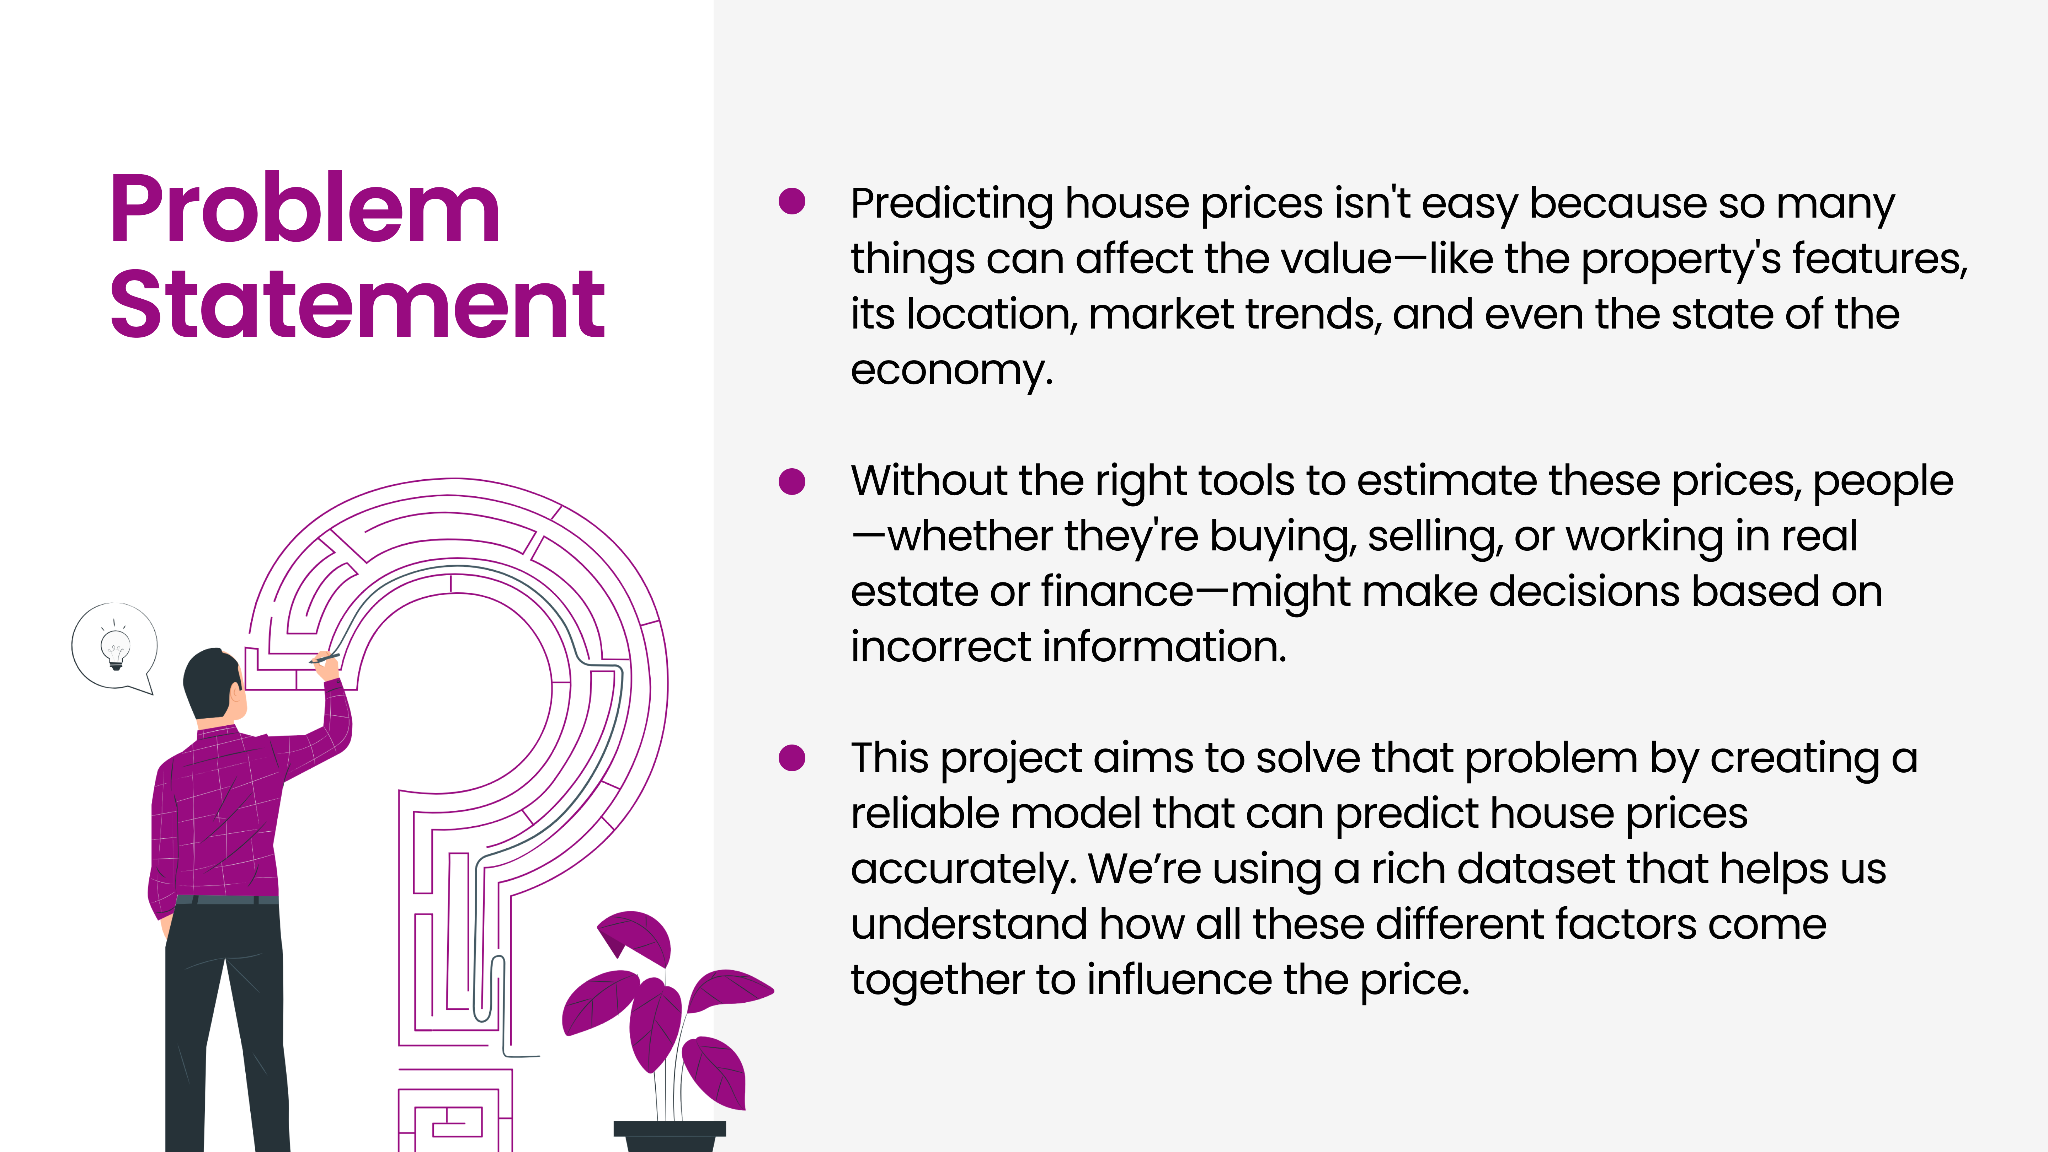 Problem
Statement
Predicting house prices isn't easy because so many
things can affect the value—like the property's features,
its location, market trends, and even the state of the
economy.
Without the right tools to estimate these prices, people
—whether they're buying, selling, or working in real
estate or finance—might make decisions based on
incorrect information.
This project aims to solve that problem by creating a
reliable model that can predict house prices
accurately. We’re using a rich dataset that helps us
understand how all these different factors come
together to influence the price.